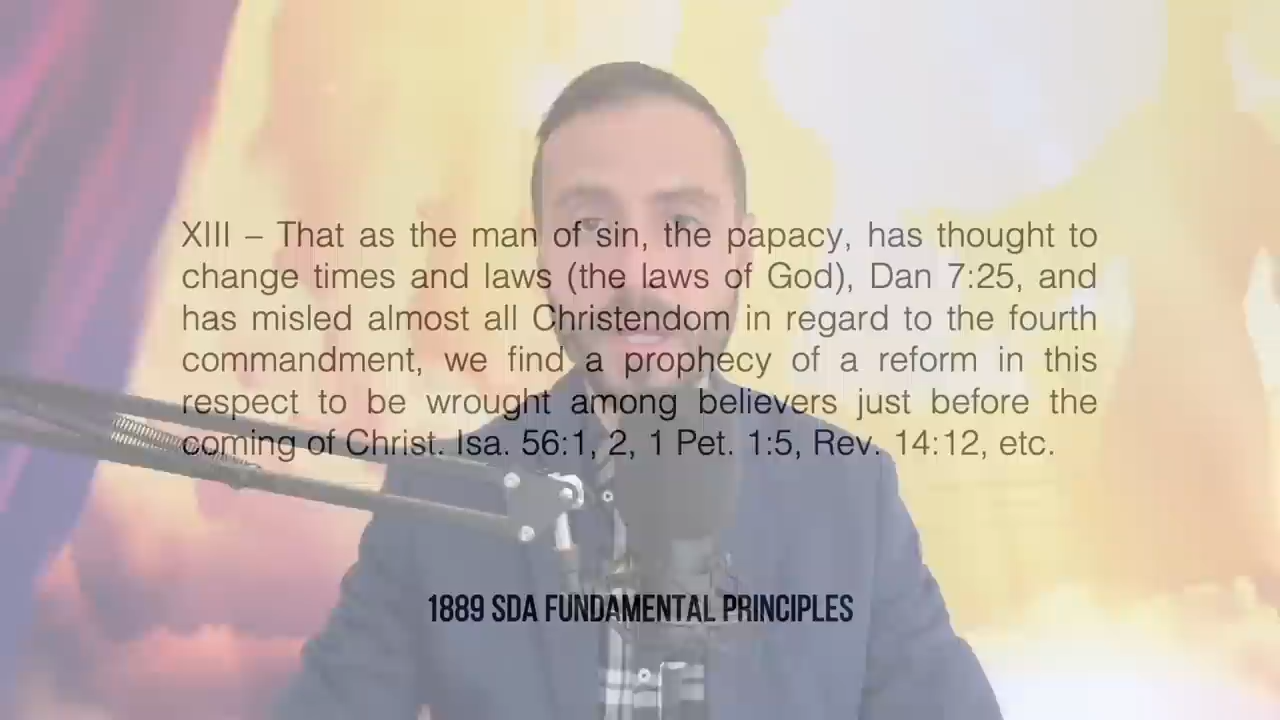 XIII – That as the man of sin, the papacy, has thought to
change times and laws (the laws of God), Dan 7:25, and
has misled almost all Christendom in regard to the fourth
commandment, we find a prophecy of a reform in this
respect to be wrought among believers just before the
coming of Christ. Isa. 56:1, 2, 1 Pet. 1:5, Rev. 14:12, etc.
1889 SDA FUNDAMENTAL PRINCIPLES